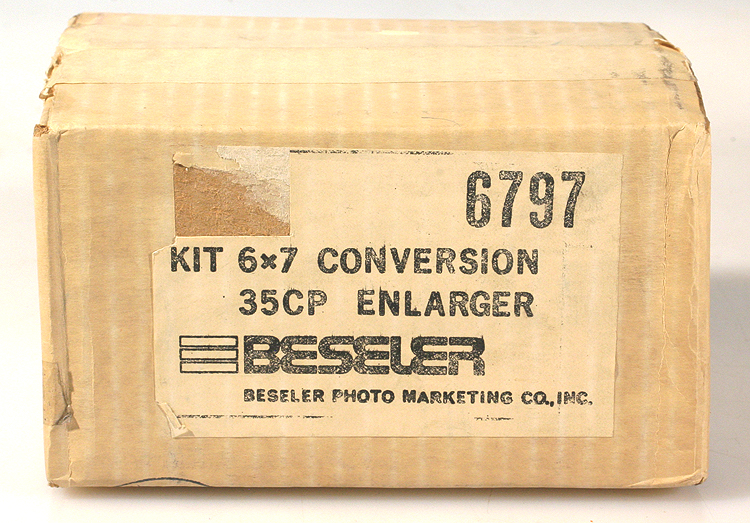 6797
KIT 6×7 CONVERSION
35CP ENLARGER
BESELER
BESELER PHOTO MARKETING CO., INC.